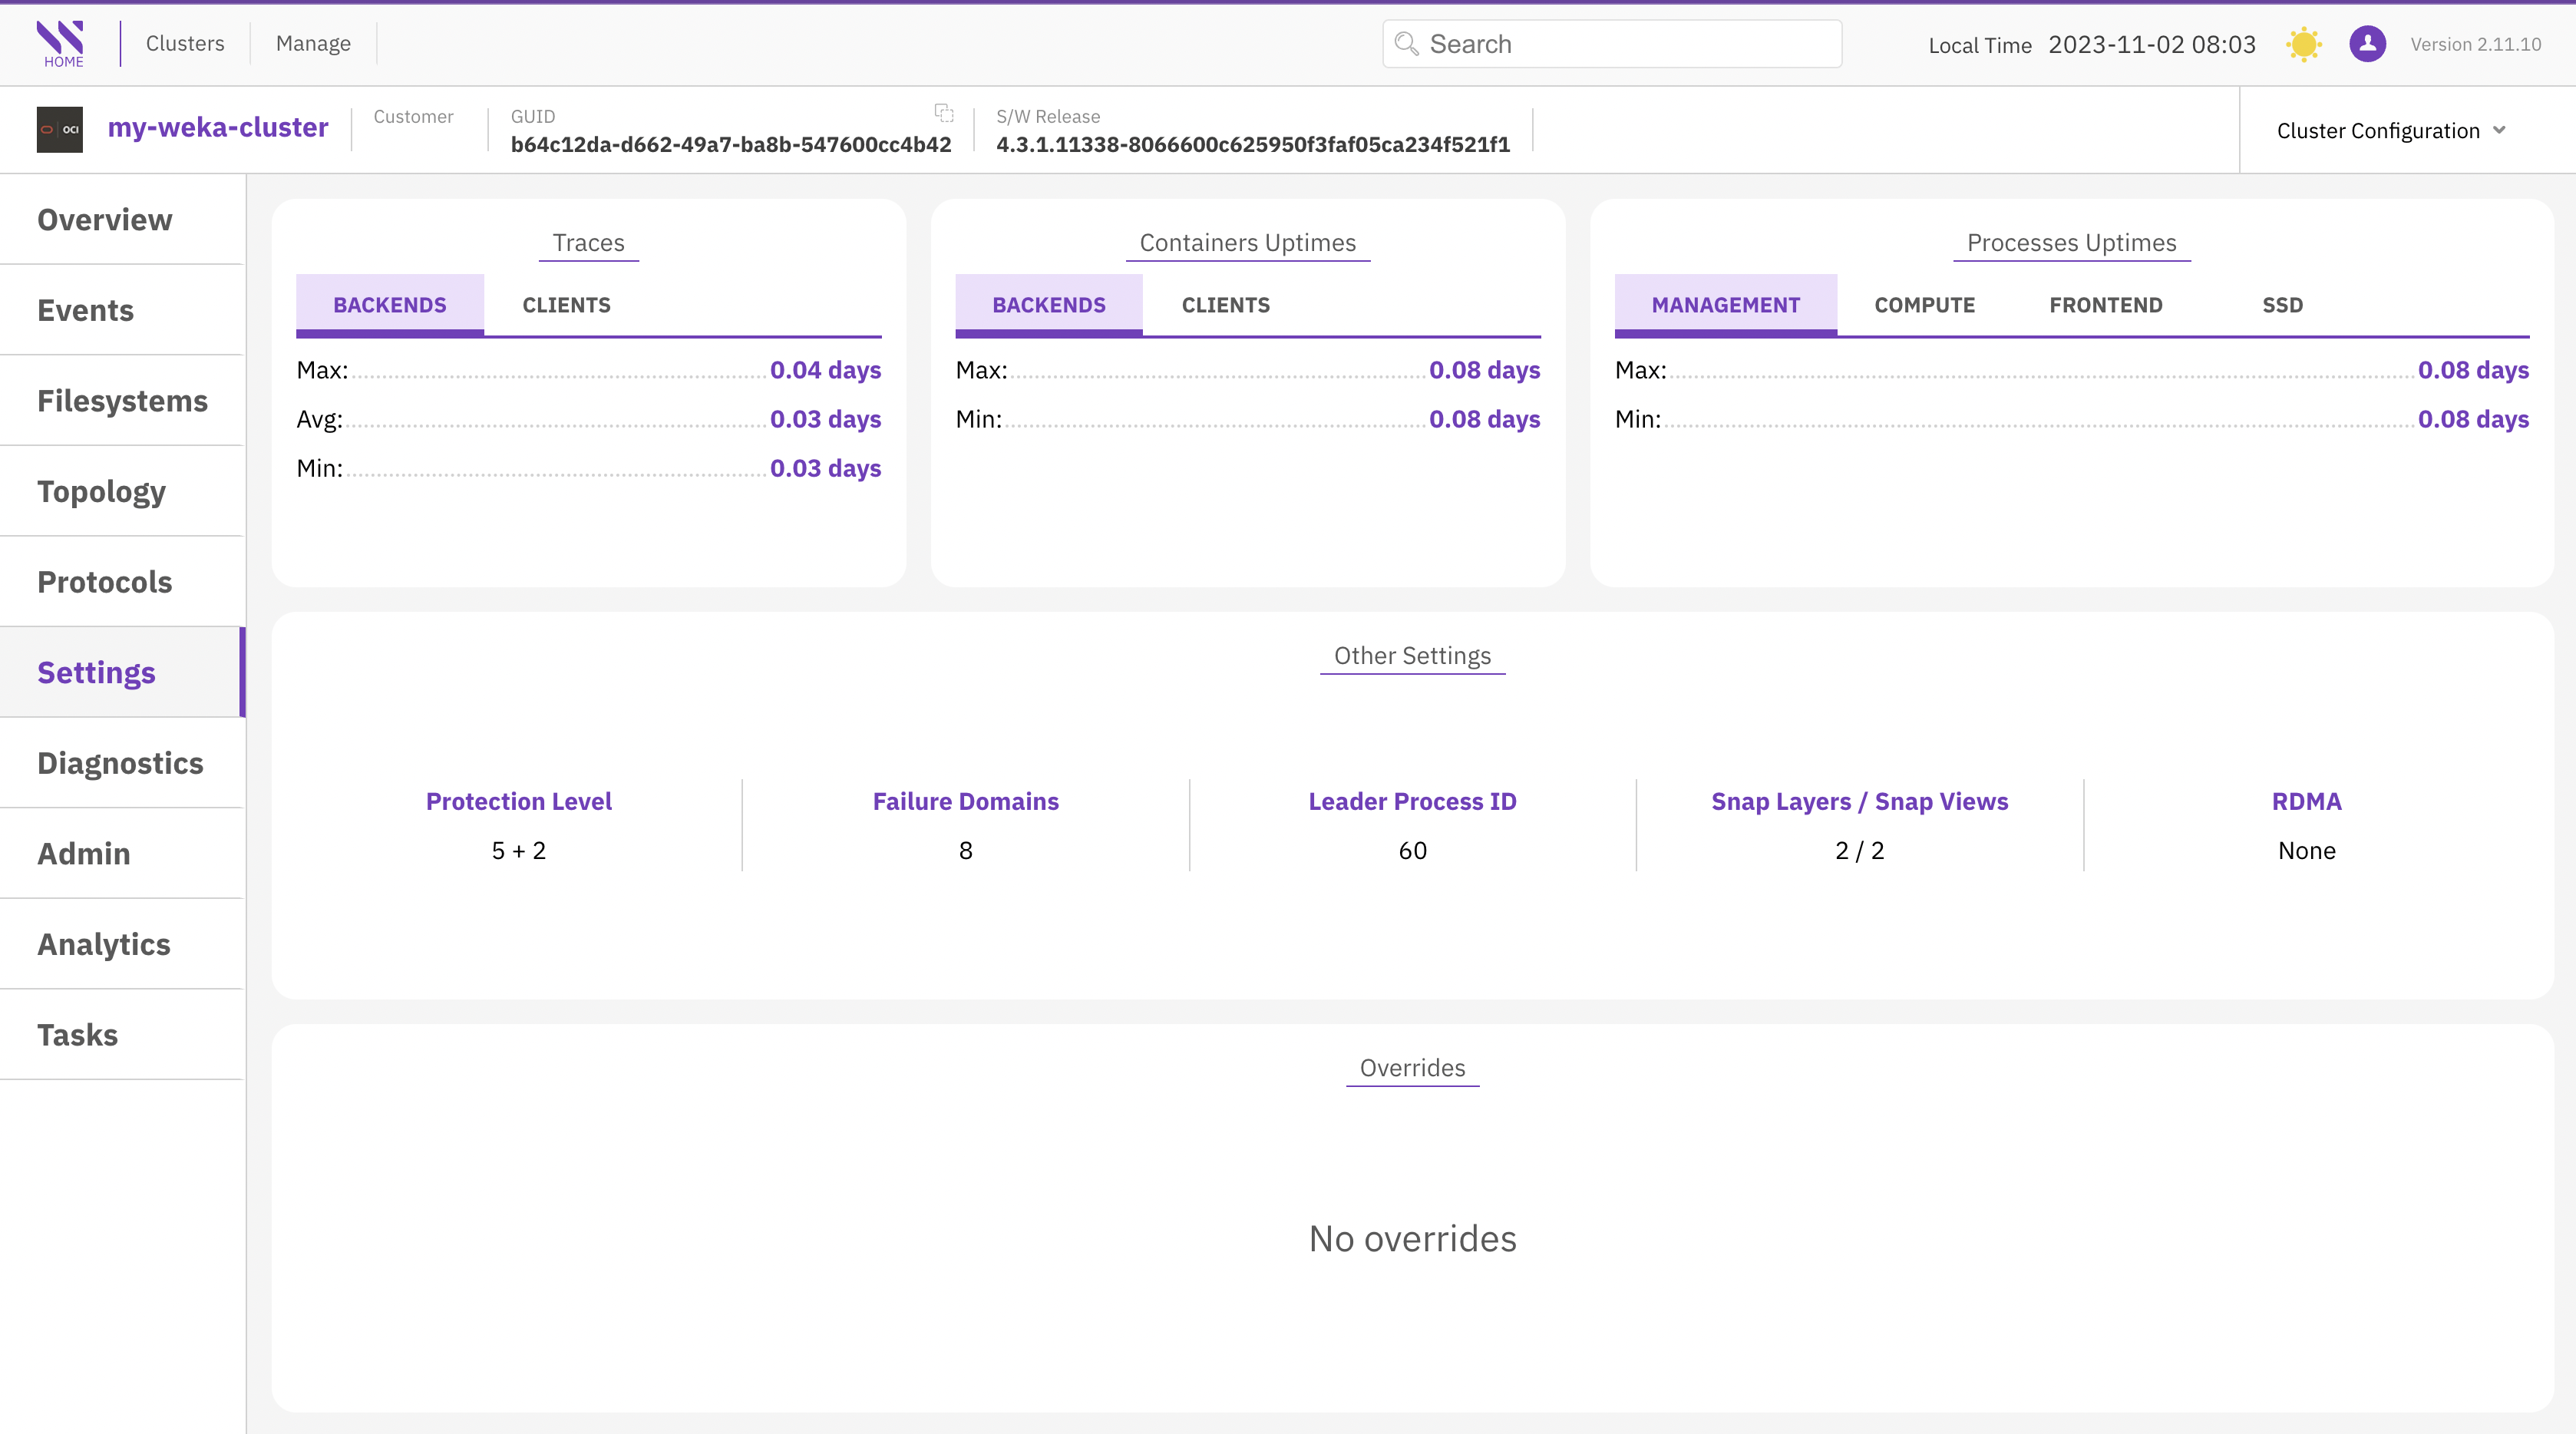 HOME
Clusters
Manage
Search
Local Time 2023-11-02 08:03
Version 2.11.10
OCI
my-weka-cluster
Customer
GUID
b64c12da-d662-49a7-ba8b-547600cc4b42
S/W Release
4.3.1.11338-8066600c625950f3faf05ca234f521f1
Cluster Configuration
Overview
Events
Filesystems
Topology
Protocols
Settings
Diagnostics
Admin
Analytics
Tasks
Traces
BACKENDS CLIENTS
Max: 0.04 days
Avg: 0.03 days
Min: 0.03 days
Containers Uptimes
BACKENDS CLIENTS
Max: 0.08 days
Min: 0.08 days
Processes Uptimes
MANAGEMENT COMPUTE FRONTEND SSD
Max: 0.08 days
Min: 0.08 days
Other Settings
Protection Level
5 + 2
Failure Domains
8
Leader Process ID
60
Snap Layers / Snap Views
2 / 2
RDMA
None
Overrides
No overrides